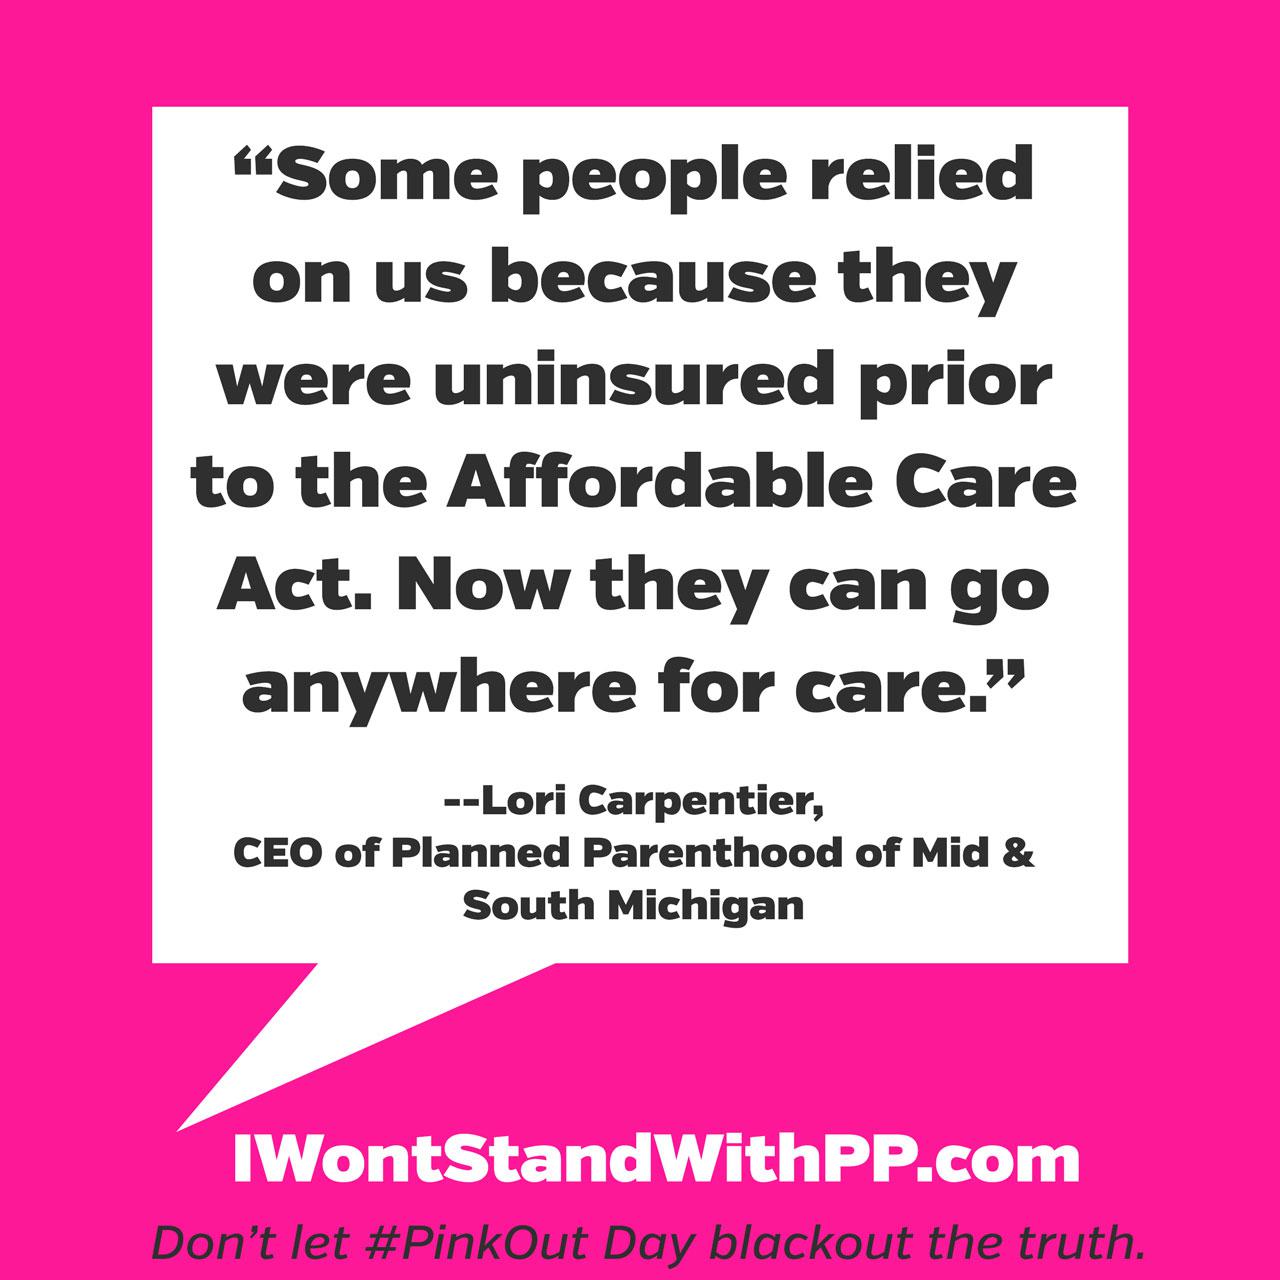 “Some people relied
on us because they
were uninsured prior
to the Affordable Care
Act. Now they can go
anywhere for care.”
--Lori Carpentier,
CEO of Planned Parenthood of Mid &
South Michigan
IWontStandWithPP.com
Don’t let #PinkOut Day blackout the truth.